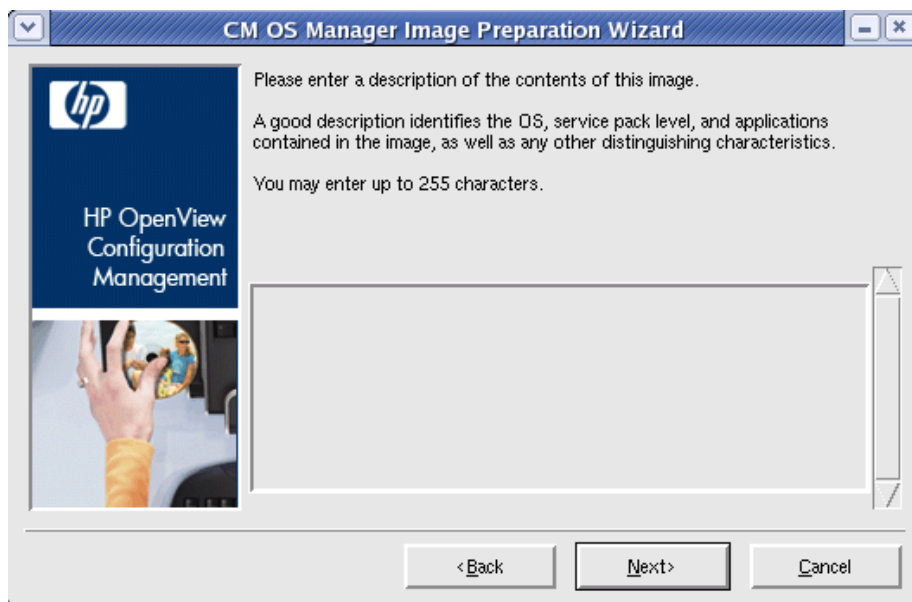 CM OS Manager Image Preparation Wizard
hp
HP OpenView
Configuration
Management
Please enter a description of the contents of this image.
A good description identifies the OS, service pack level, and applications
contained in the image, as well as any other distinguishing characteristics.
You may enter up to 255 characters.
<Back
Next>
Cancel